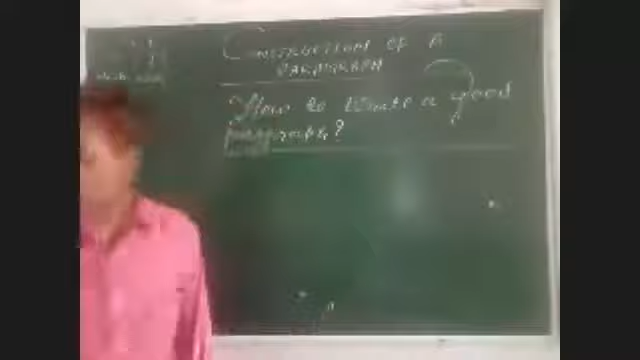 CONSTRUCTION OF A
PARAGRAPH
How to write a good
paragraph?